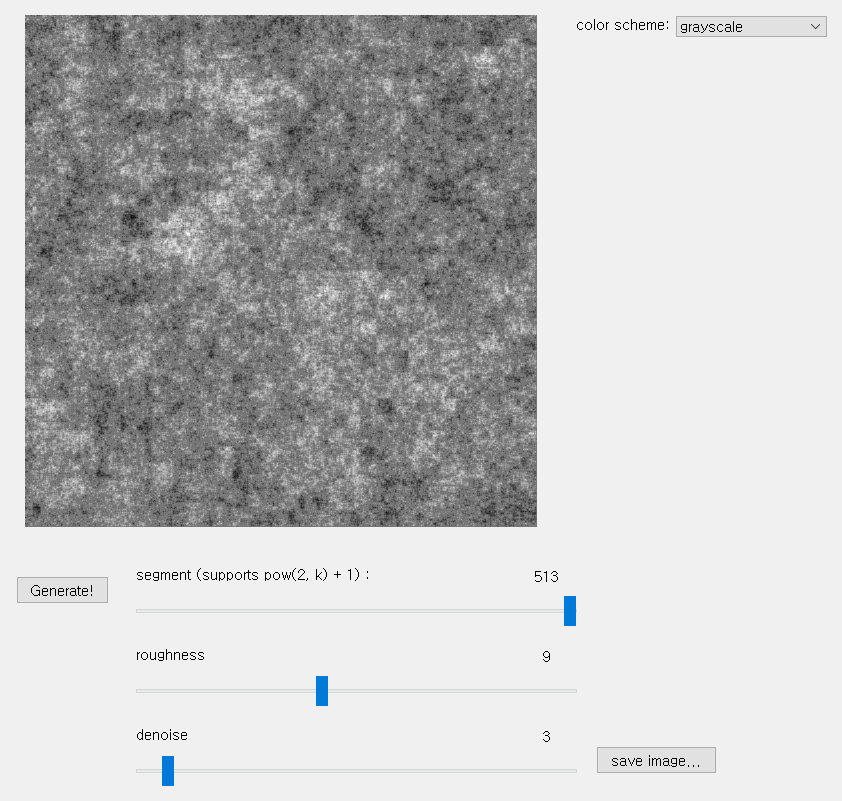 color scheme:
grayscale
segment (supports pow(2, k) + 1) :
513
Generate!
roughness
9
denoise
3
save image...